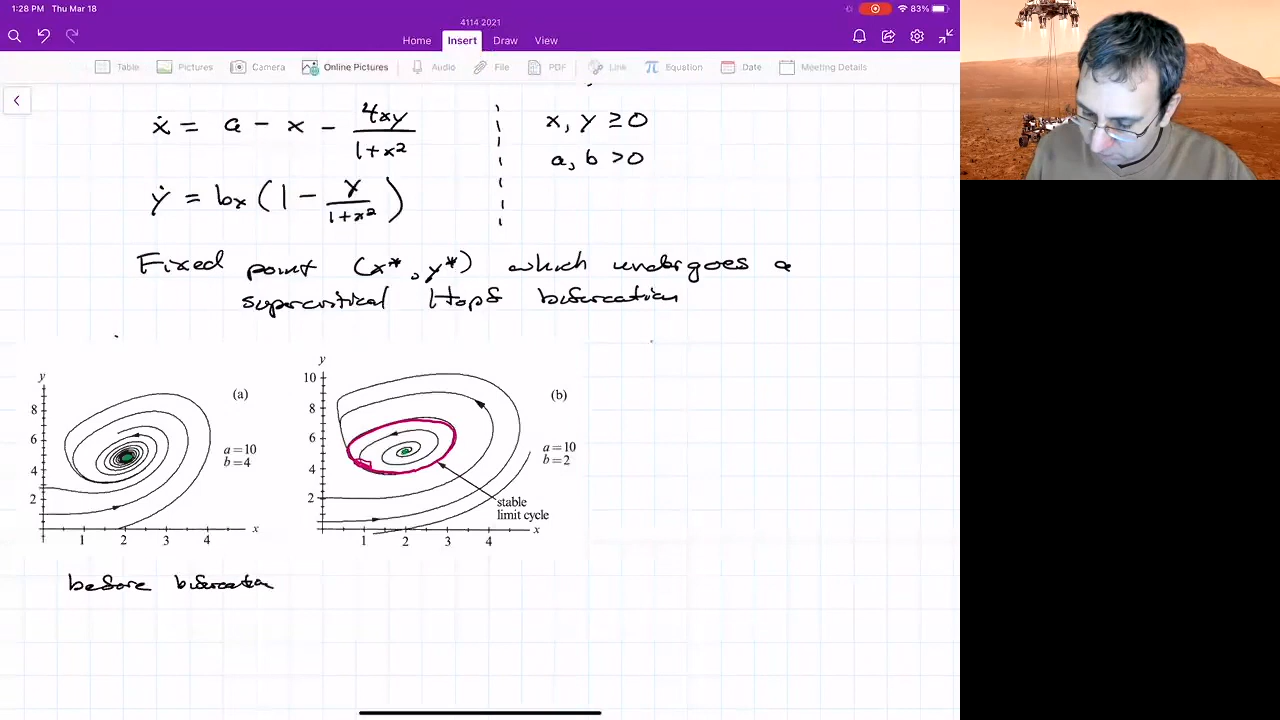 1:28 PM Thu Mar 18
83%
4114 2021
Home Insert Draw View
Table Pictures Camera Online Pictures Audio File PDF Link Equation Date Meeting Details
ẋ = a - x - 4xy/(1+x²)
x, y ≥ 0
a, b > 0
ẏ = bx (1 - y/(1+x²))
Fixed point (x*, y*) which undergoes a
supercritical Hopf bifurcation
y
(a)
8
6
4
2
a = 10
b = 4
x
1 2 3 4
y
(b)
10
8
6
4
2
a = 10
b = 2
stable
limit cycle
x
1 2 3 4
before bifurcation